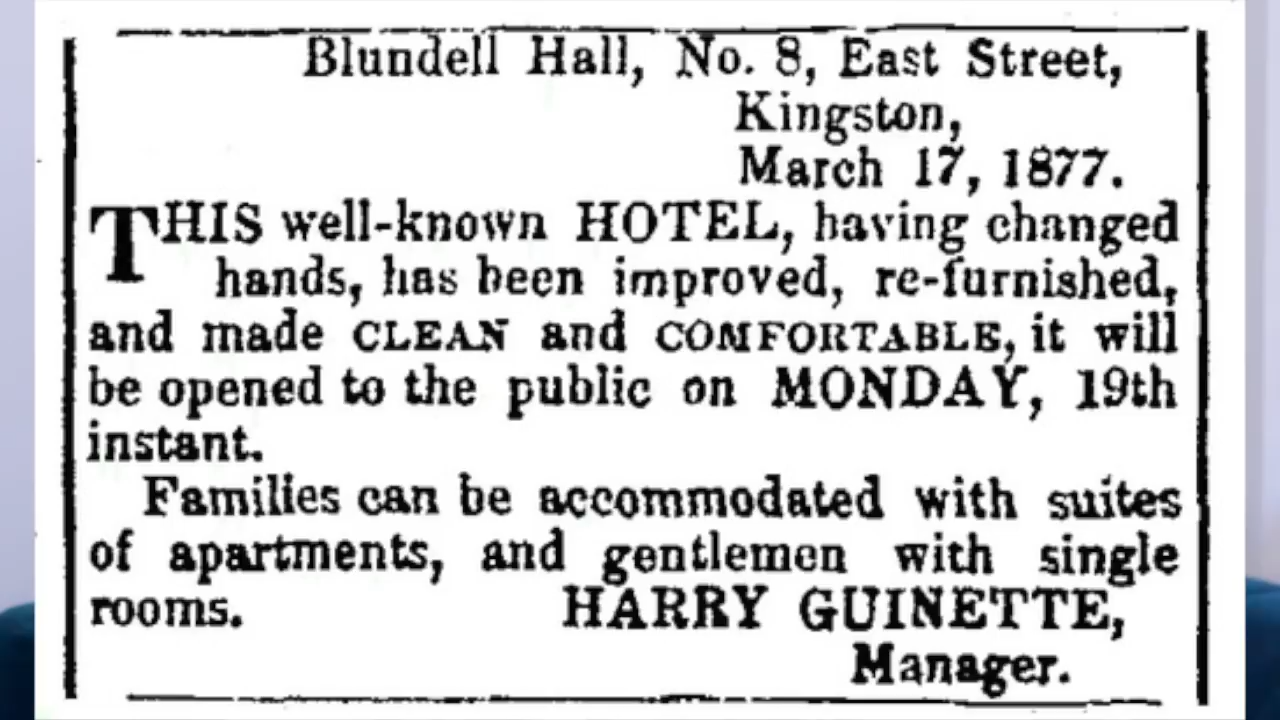 Blundell Hall, No. 8, East Street,
Kingston,
March 17, 1877.
THIS well-known HOTEL, having changed
hands, has been improved, re-furnished,
and made CLEAN and COMFORTABLE, it will
be opened to the public on MONDAY, 19th
instant.
Families can be accommodated with suites
of apartments, and gentlemen with single
rooms. HARRY GUINETTE,
Manager.